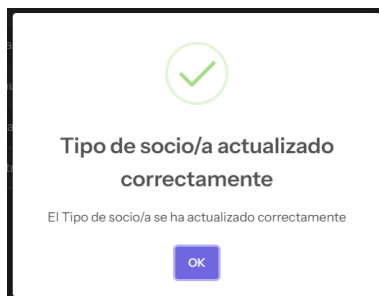 Tipo de socio/a actualizado
correctamente
El Tipo de socio/a se ha actualizado correctamente
OK